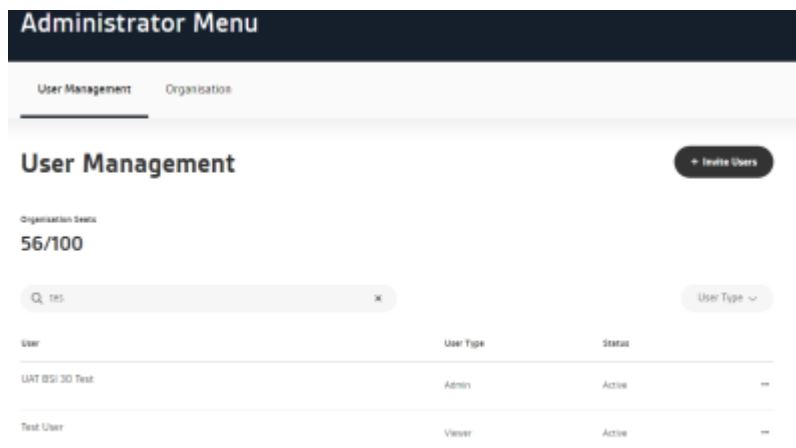 Administrator Menu
User Management Organisation
User Management
+ Invite Users
Organisation Seats
56/100
tes
User Type
User User Type Status
UAT BSI 3D Test Admin Active
Test User Viewer Active